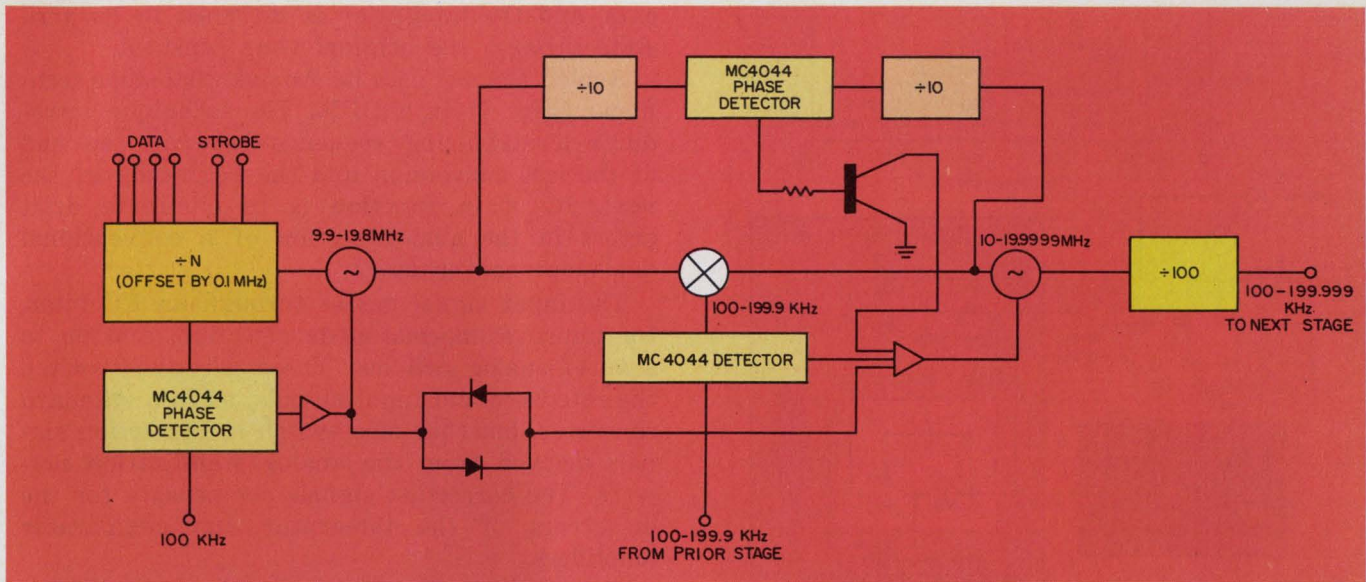 ÷10
MC4044
PHASE
DETECTOR
÷10
DATA
STROBE
9.9-19.8MHz
10-19.9999MHz
÷N
(OFFSET BY 0.1 MHz)
÷100
100-199.9 KHz
100-199.999
KHz
TO NEXT STAGE
MC4044 DETECTOR
MC4044
PHASE
DETECTOR
100 KHz
100-199.9 KHz
FROM PRIOR STAGE